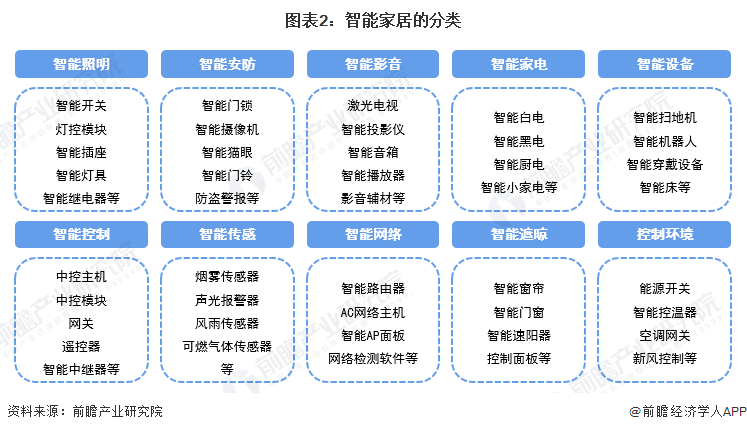 图表2：智能家居的分类
智能照明
智能开关
灯控模块
智能插座
智能灯具
智能继电器等
智能安防
智能门锁
智能摄像机
智能猫眼
智能门铃
防盗警报等
智能影音
激光电视
智能投影仪
智能音箱
智能播放器
影音辅材等
智能家电
智能白电
智能黑电
智能厨电
智能小家电等
智能设备
智能扫地机
智能机器人
智能穿戴设备
智能床等
智能控制
中控主机
中控模块
网关
遥控器
智能中继器等
智能传感
烟雾传感器
声光报警器
风雨传感器
可燃气体传感器
等
智能网络
智能路由器
AC网络主机
智能AP面板
网络检测软件等
智能遮晾
智能窗帘
智能门窗
智能速阳器
控制面板等
控制环境
能源开关
智能控温器
空调网关
新风控制等
资料来源：前瞻产业研究院
@前瞻经济学人APP
前瞻产业研究院